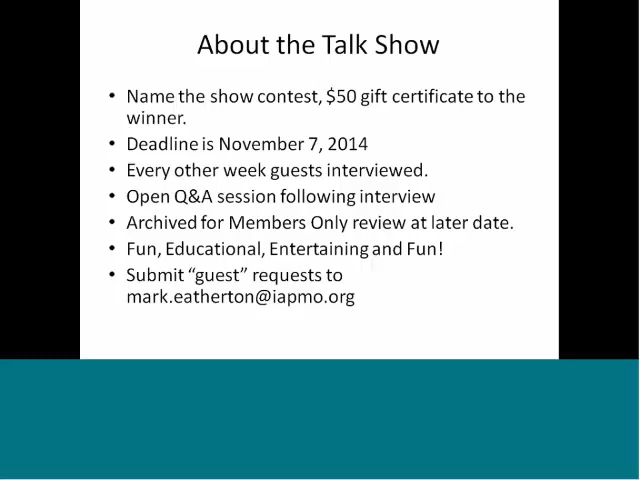 About the Talk Show
• Name the show contest, $50 gift certificate to the
winner.
• Deadline is November 7, 2014
• Every other week guests interviewed.
• Open Q&A session following interview
• Archived for Members Only review at later date.
• Fun, Educational, Entertaining and Fun!
• Submit “guest” requests to
mark.eatherton@iapmo.org